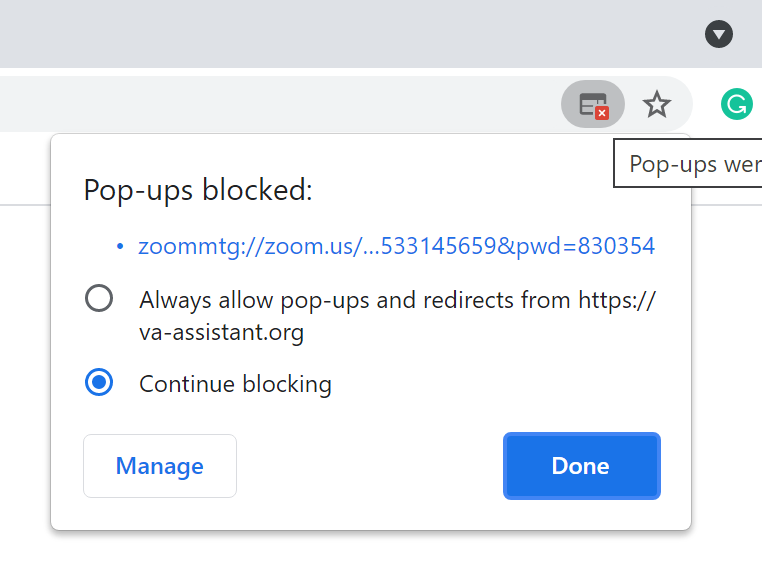 Pop-ups wer
Pop-ups blocked:
• zoommtg://zoom.us/...533145659&pwd=830354
Always allow pop-ups and redirects from https://
va-assistant.org
Continue blocking
Manage
Done